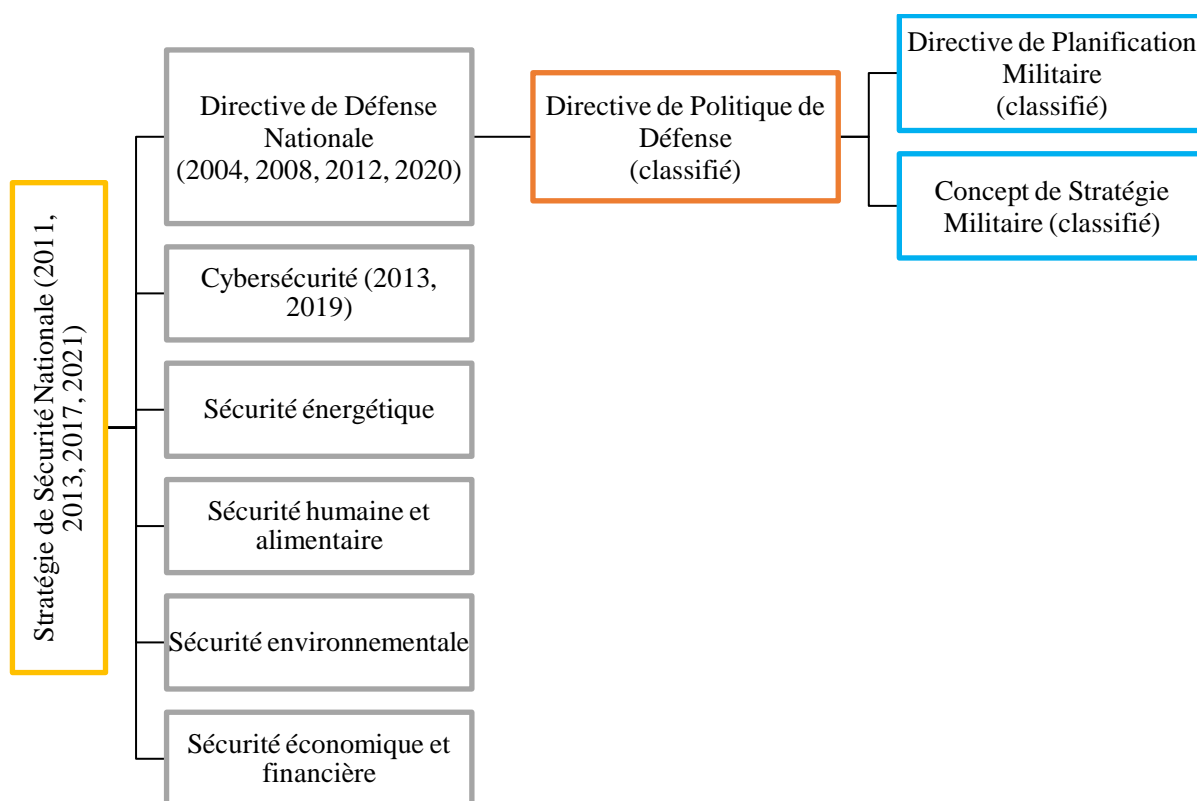 Stratégie de Sécurité Nationale (2011,
2013, 2017, 2021)
Directive de Défense
Nationale
(2004, 2008, 2012, 2020)
Cybersécurité (2013,
2019)
Sécurité énergétique
Sécurité humaine et
alimentaire
Sécurité environnementale
Sécurité économique et
financière
Directive de Politique de
Défense
(classifié)
Directive de Planification
Militaire
(classifié)
Concept de Stratégie
Militaire (classifié)